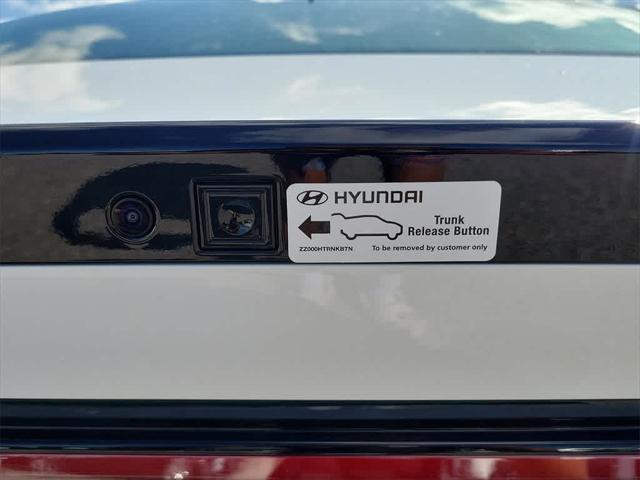 HYUNDAI
Trunk
Release Button
ZZ000HTRNKBTN To be removed by customer only